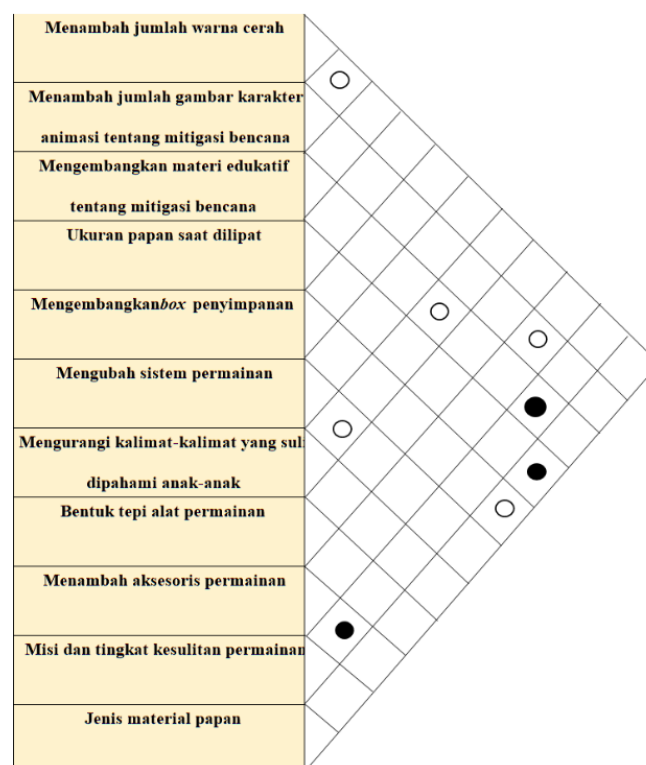 Menambah jumlah warna cerah
Menambah jumlah gambar karakter
animasi tentang mitigasi bencana
Mengembangkan materi edukatif
tentang mitigasi bencana
Ukuran papan saat dilipat
Mengembangkanbox penyimpanan
Mengubah sistem permainan
Mengurangi kalimat-kalimat yang sul
dipahami anak-anak
Bentuk tepi alat permainan
Menambah aksesoris permainan
Misi dan tingkat kesulitan permainan
Jenis material papan